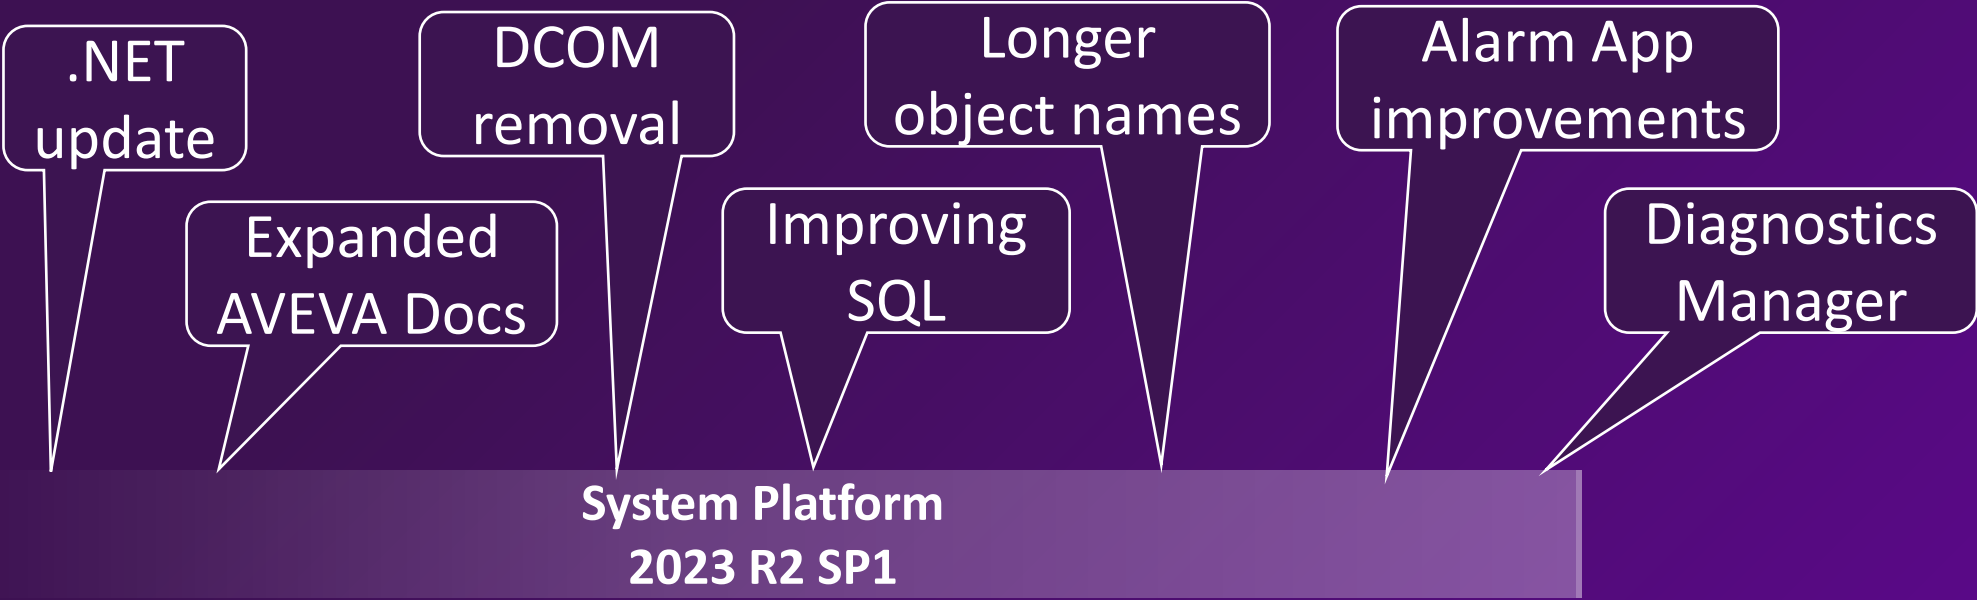 .NET
update
Expanded
AVEVA Docs
DCOM
removal
Improving
SQL
Longer
object names
Alarm App
improvements
Diagnostics
Manager
System Platform
2023 R2 SP1